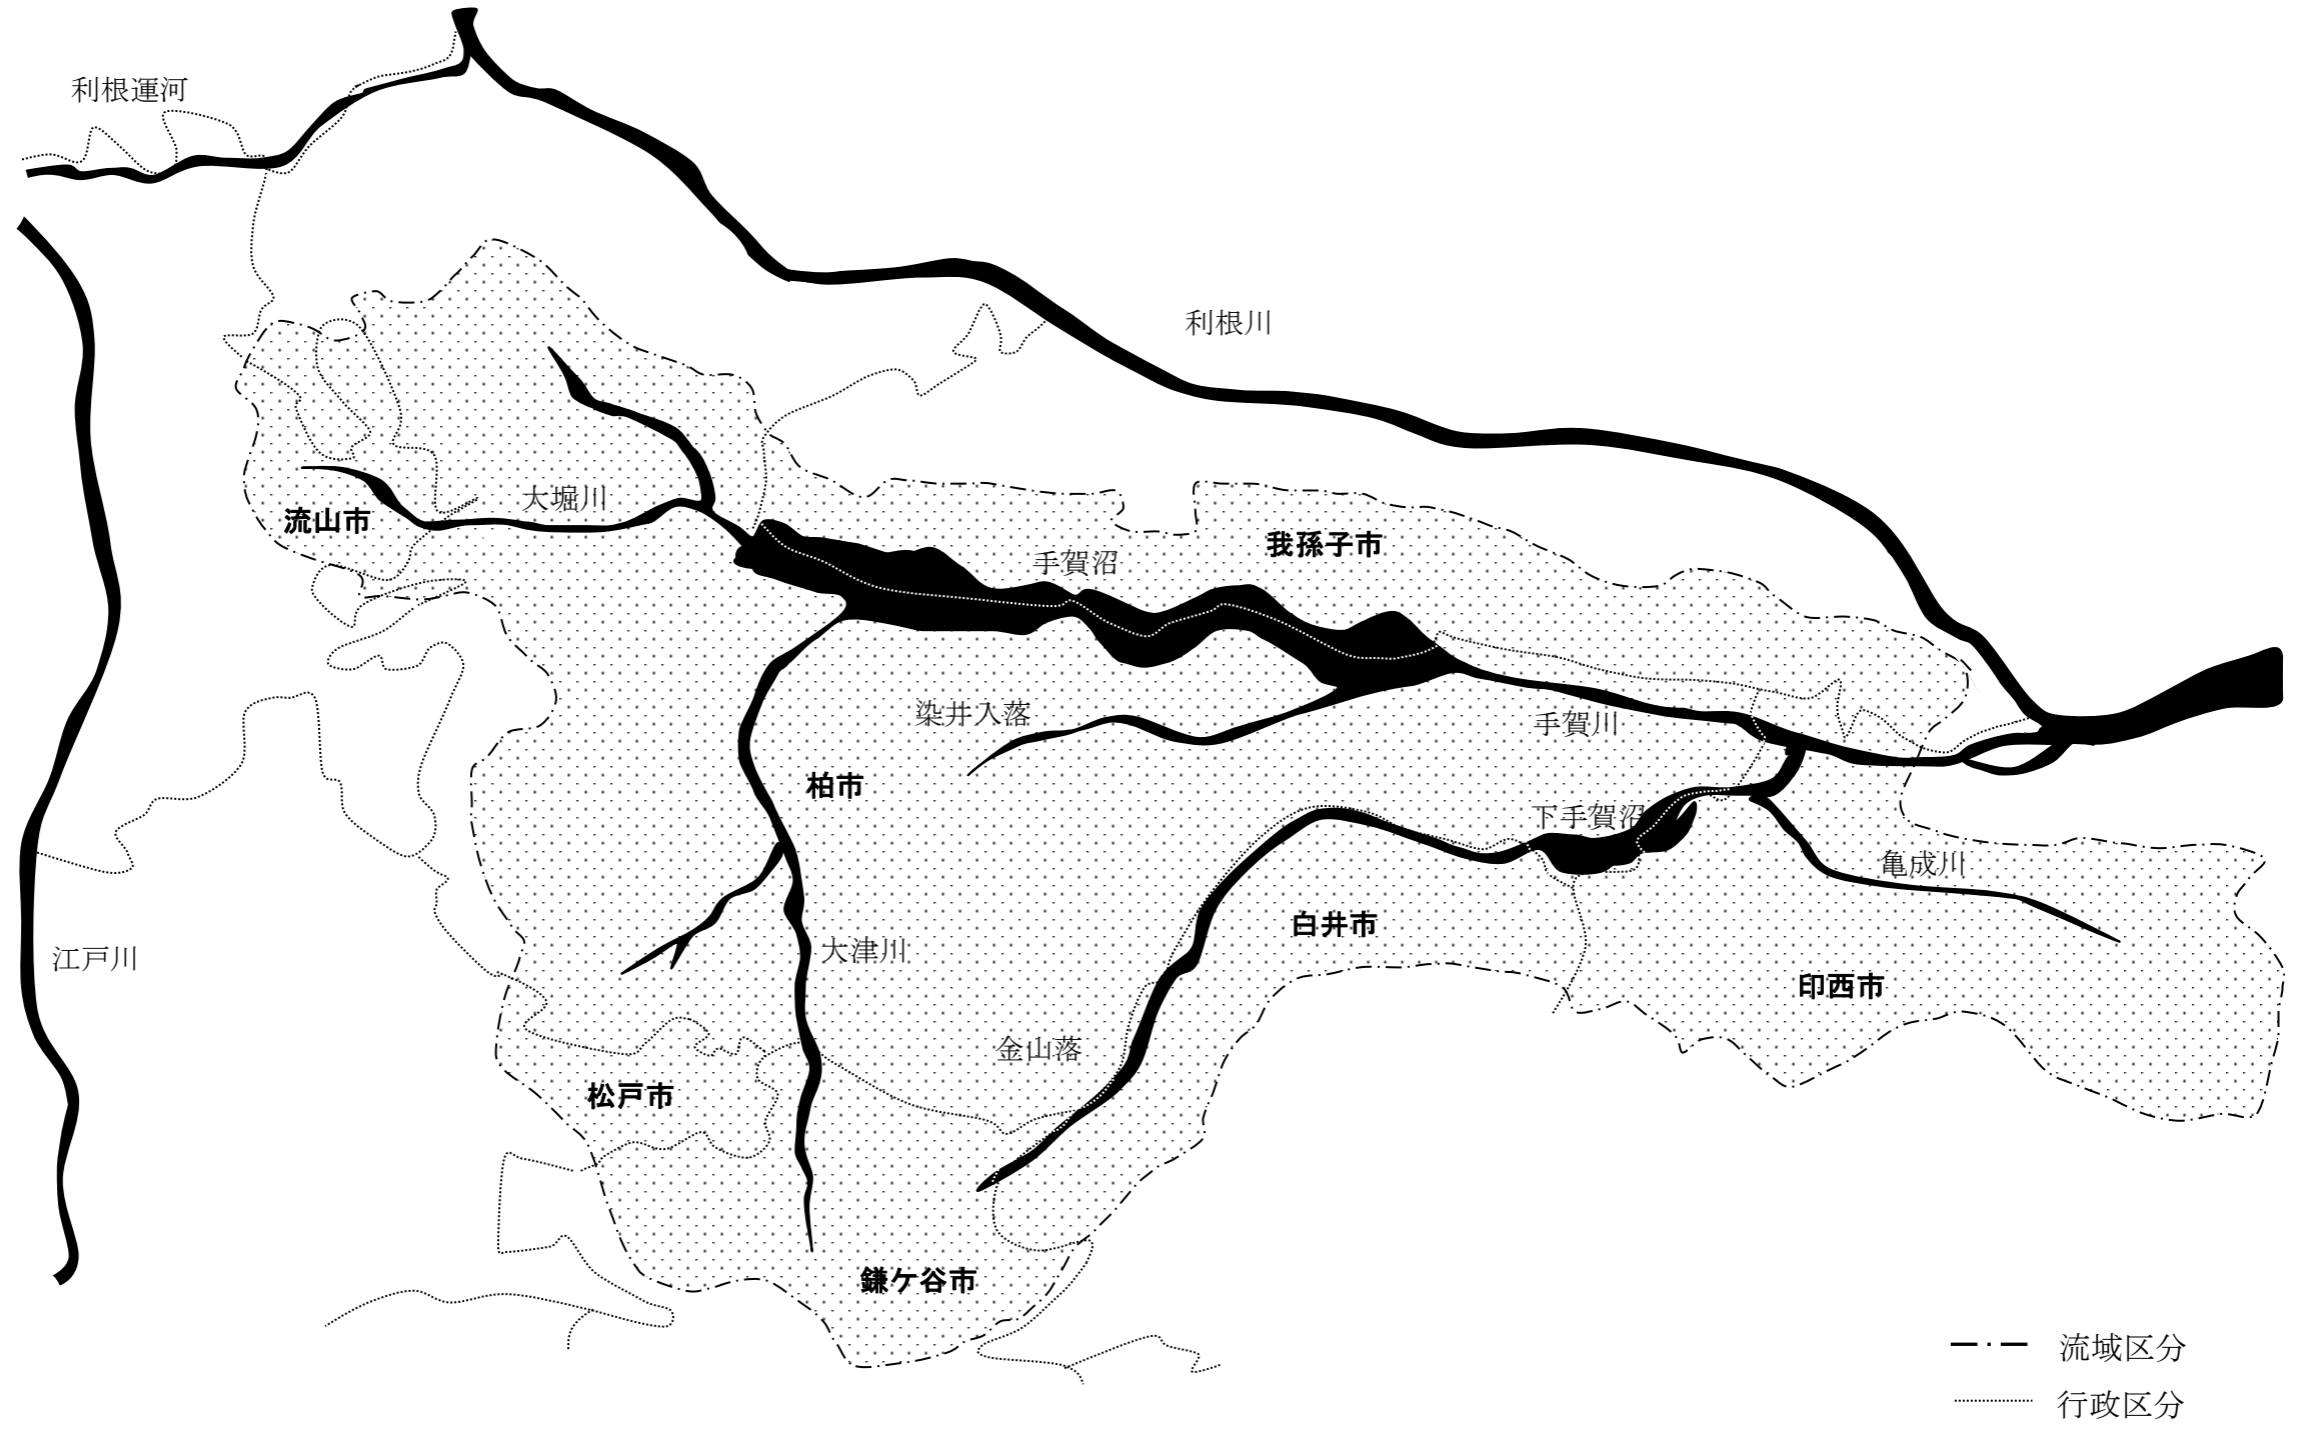 利根運河
利根川
大堀川
流山市
我孫子市
手賀沼
染井入落
手賀川
柏市
下手賀沼
亀成川
白井市
大津川
江戸川
印西市
金山落
松戸市
鎌ケ谷市
流域区分
行政区分